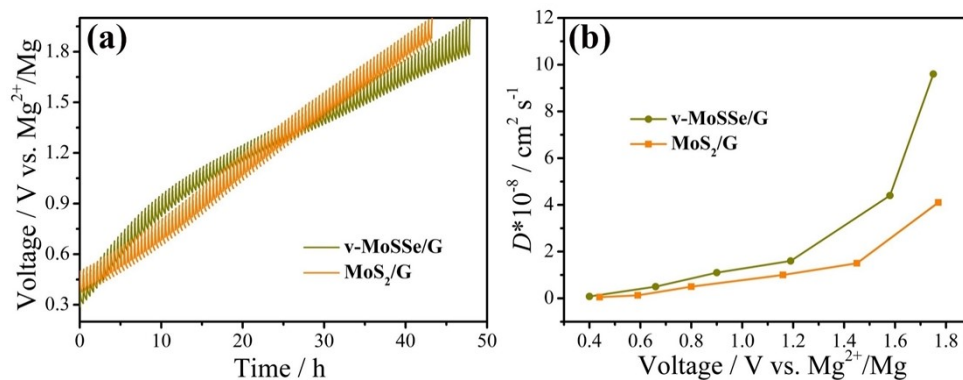 (a)
Voltage / V vs. Mg²⁺/Mg
1.8
1.5
1.2
0.9
0.6
0.3
v-MoSSe/G
MoS₂/G
0 10 20 30 40 50
Time / h
(b)
D*10⁻⁸ / cm² s⁻¹
12
10
8
6
4
2
0
v-MoSSe/G
MoS₂/G
0.4 0.6 0.8 1.0 1.2 1.4 1.6 1.8
Voltage / V vs. Mg²⁺/Mg